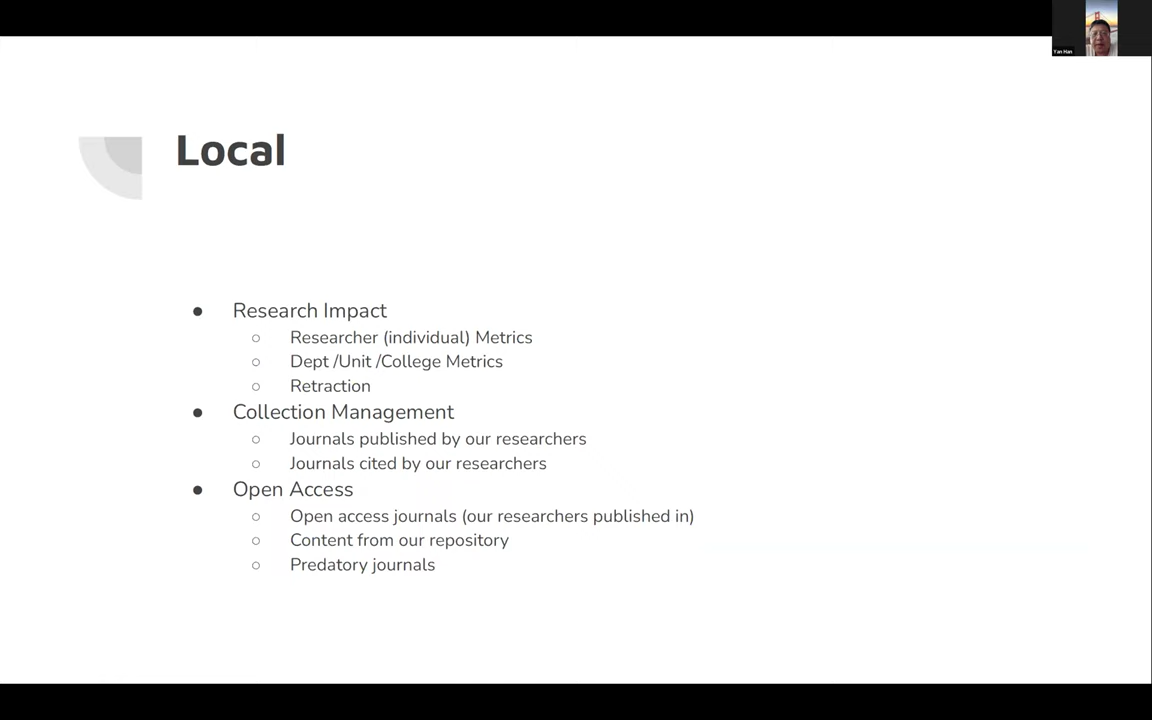 Yan Han
Local
● Research Impact
○ Researcher (individual) Metrics
○ Dept /Unit /College Metrics
○ Retraction
● Collection Management
○ Journals published by our researchers
○ Journals cited by our researchers
● Open Access
○ Open access journals (our researchers published in)
○ Content from our repository
○ Predatory journals